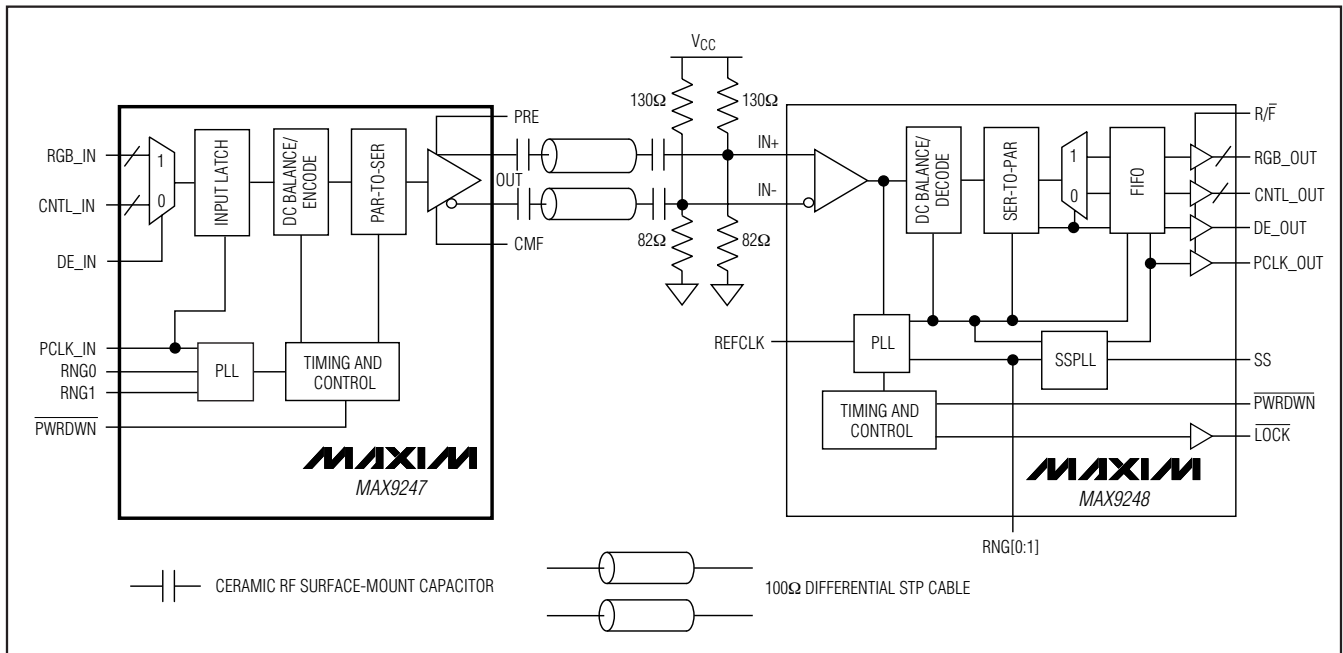 VCC
130Ω 130Ω
PRE
RGB_IN
CNTL_IN
DE_IN
PCLK_IN
RNG0
RNG1
PWRDWN
1
0
INPUT LATCH
DC BALANCE/
ENCODE
PAR-TO-SER
OUT
CMF
PLL
TIMING AND
CONTROL
MAXIM
MAX9247
82Ω 82Ω
IN+
IN-
REFCLK
DC BALANCE/
DECODE
SER-TO-PAR
1
0
FIFO
R/F
RGB_OUT
CNTL_OUT
DE_OUT
PCLK_OUT
PLL
SSPLL
SS
TIMING AND
CONTROL
PWRDWN
LOCK
MAXIM
MAX9248
RNG[0:1]
CERAMIC RF SURFACE-MOUNT CAPACITOR
100Ω DIFFERENTIAL STP CABLE